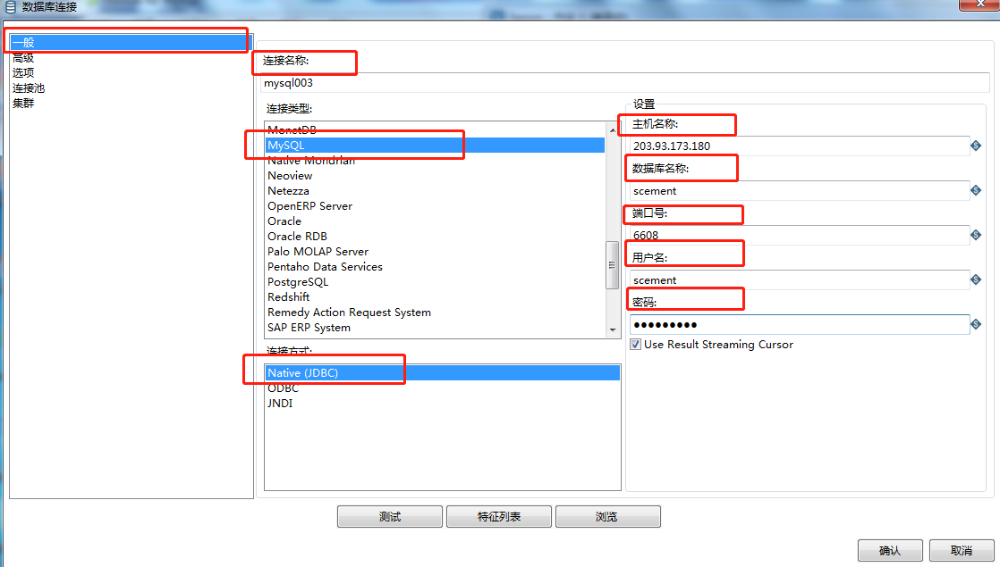 数据库连接
一般
高级
选项
连接池
集群
连接名称:
mysql003
连接类型:
MonetDB
MySQL
Native Mondrian
Neoview
Netezza
OpenERP Server
Oracle
Oracle RDB
Palo MOLAP Server
Pentaho Data Services
PostgreSQL
Redshift
Remedy Action Request System
SAP ERP System
连接方式:
Native (JDBC)
ODBC
JNDI
设置
主机名称:
203.93.173.180
数据库名称:
scement
端口号:
6608
用户名:
scement
密码:
●●●●●●●●●
Use Result Streaming Cursor
测试
特征列表
浏览
确认
取消